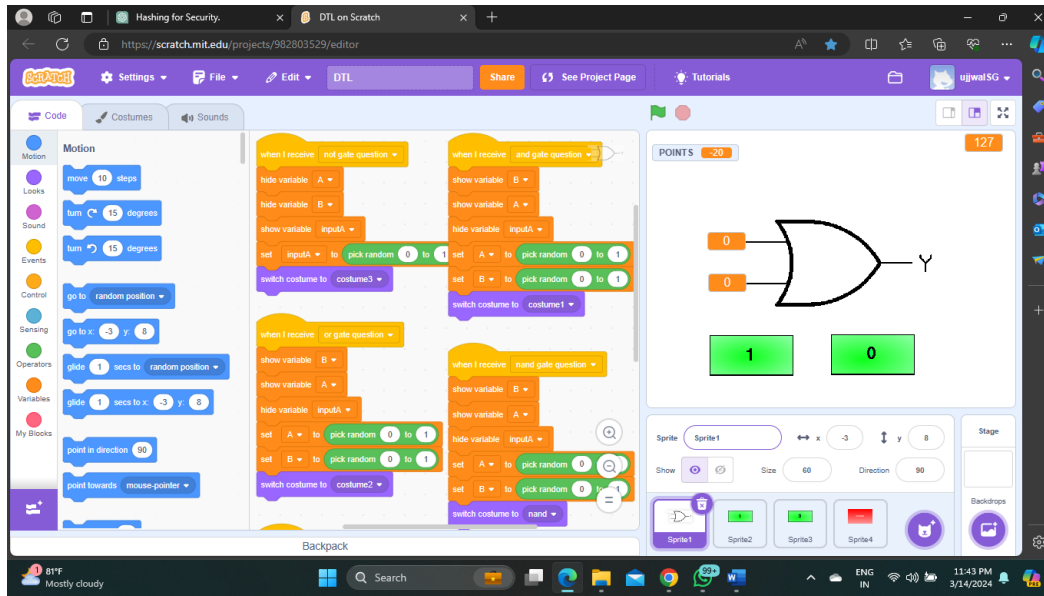 Hashing for Security.
DTL on Scratch
https://scratch.mit.edu/projects/982803529/editor
SCRATCH Settings File Edit DTL Share See Project Page Tutorials ujjwalSG
Code Costumes Sounds
Motion
Looks
Sound
Events
Control
Sensing
Operators
Variables
My Blocks
Motion
move 10 steps
turn 15 degrees
turn 15 degrees
go to random position
go to x: -3 y: 8
glide 1 secs to random position
glide 1 secs to x: -3 y: 8
point in direction 90
point towards mouse-pointer
when I receive not gate question
hide variable A
hide variable B
show variable inputA
set inputA to pick random 0 to 1
switch costume to costume3
when I receive or gate question
show variable B
show variable A
hide variable inputA
set A to pick random 0 to 1
set B to pick random 0 to 1
switch costume to costume2
when I receive and gate question
show variable B
show variable A
hide variable inputA
set A to pick random 0 to 1
set B to pick random 0 to 1
switch costume to costume1
when I receive nand gate question
show variable B
show variable A
hide variable inputA
set A to pick random 0
set B to pick random 0 to 1
switch costume to nand
Backpack
POINTS -20
127
0
0
Y
1 0
Sprite Sprite1 x -3 y 8
Show Size 60 Direction 90
Sprite1 Sprite2 Sprite3 Sprite4
Stage
Backdrops
1
81°F
Mostly cloudy
Search
99+
ENG
IN
11:43 PM
3/14/2024